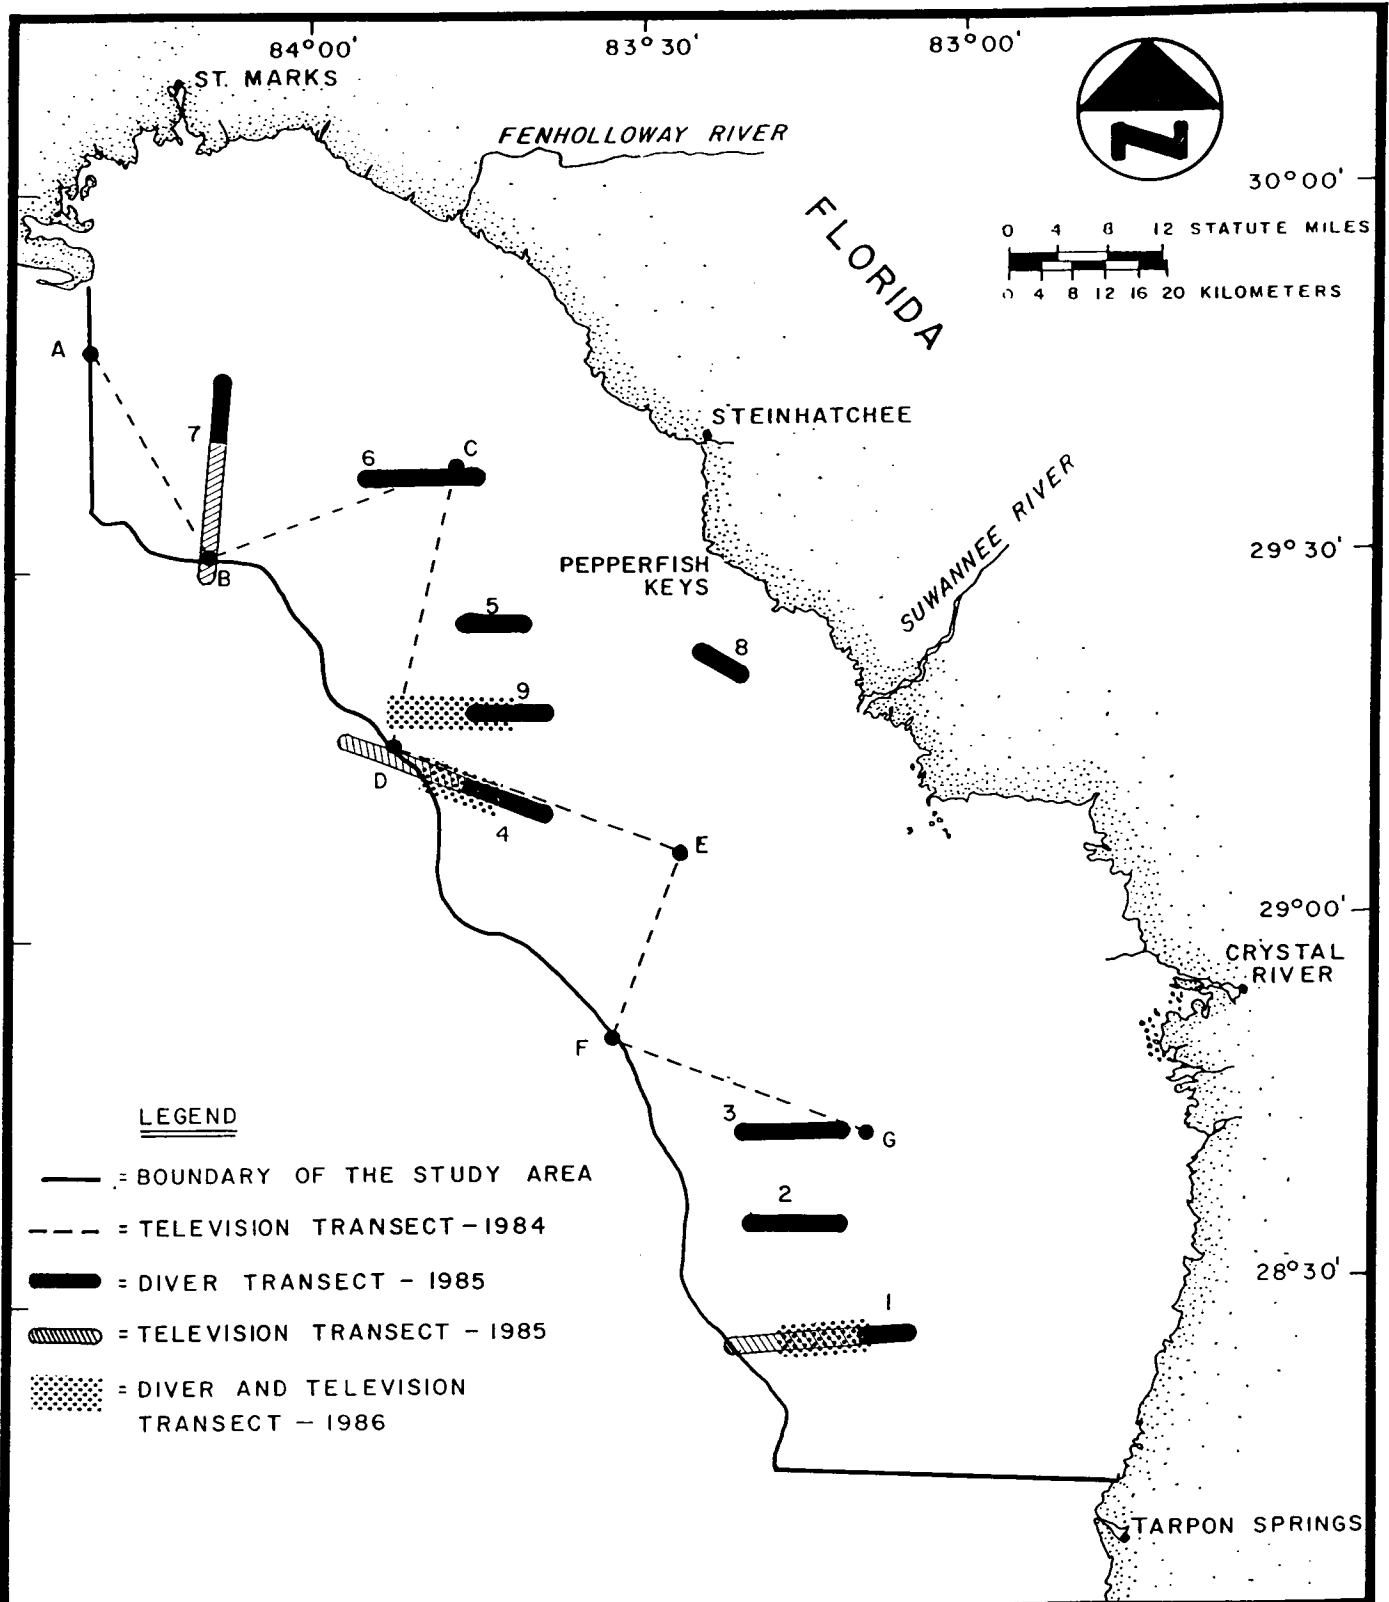 84°00'
83°30'
83°00'
ST. MARKS
FENHOLLOWAY RIVER
N
30°00'
FLORIDA
0 4 8 12 STATUTE MILES
0 4 8 12 16 20 KILOMETERS
A
STEINHATCHEE
7
6
C
SUWANNEE RIVER
29°30'
PEPPERFISH
KEYS
B
5
8
9
D
4
E
29°00'
CRYSTAL
RIVER
F
3
G
LEGEND
= BOUNDARY OF THE STUDY AREA
2
= TELEVISION TRANSECT - 1984
28°30'
= DIVER TRANSECT - 1985
1
= TELEVISION TRANSECT - 1985
= DIVER AND TELEVISION
TRANSECT - 1986
TARPON SPRINGS